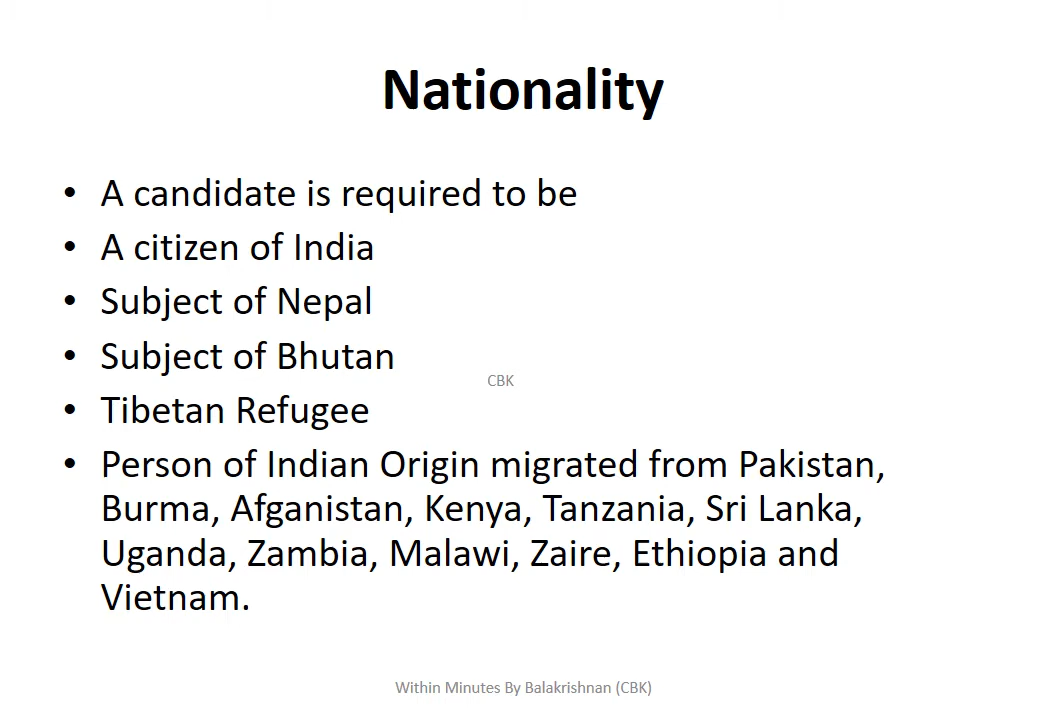 Nationality
• A candidate is required to be
• A citizen of India
• Subject of Nepal
• Subject of Bhutan
CBK
• Tibetan Refugee
• Person of Indian Origin migrated from Pakistan,
Burma, Afganistan, Kenya, Tanzania, Sri Lanka,
Uganda, Zambia, Malawi, Zaire, Ethiopia and
Vietnam.
Within Minutes By Balakrishnan (CBK)